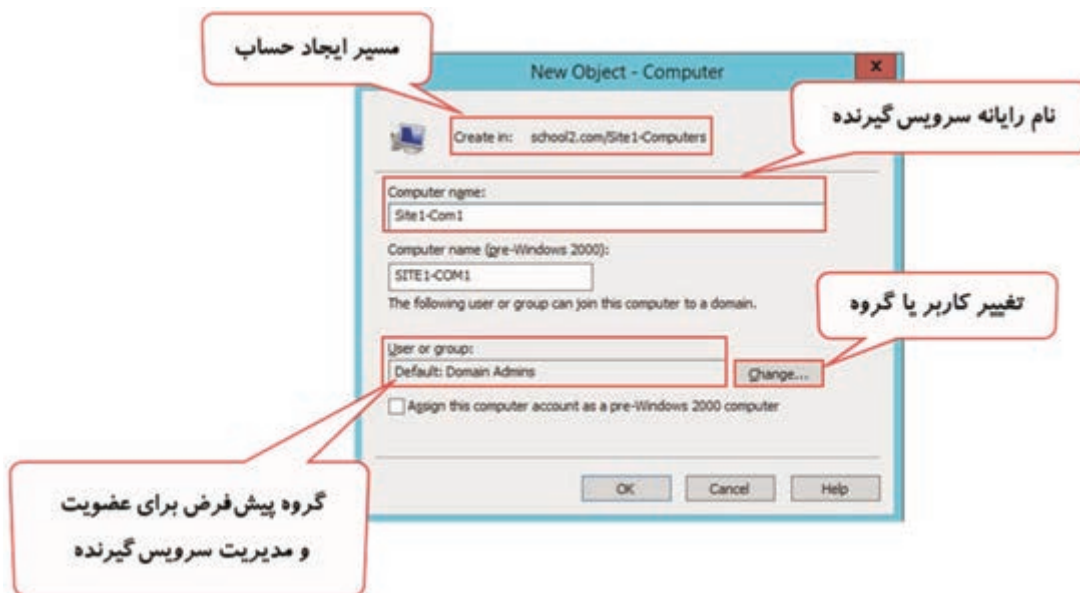 مسیر ایجاد حساب
New Object - Computer
x
نام رایانه سرویس گیرنده
Create in: school2.com/Site1-Computers
Computer name:
Site1-Com1
Computer name (pre-Windows 2000):
SITE1-COM1
The following user or group can join this computer to a domain.
تغییر کاربر یا گروه
User or group:
Default: Domain Admins
Change...
Assign this computer account as a pre-Windows 2000 computer
گروه پیش‌فرض برای عضویت
و مدیریت سرویس گیرنده
OK Cancel Help